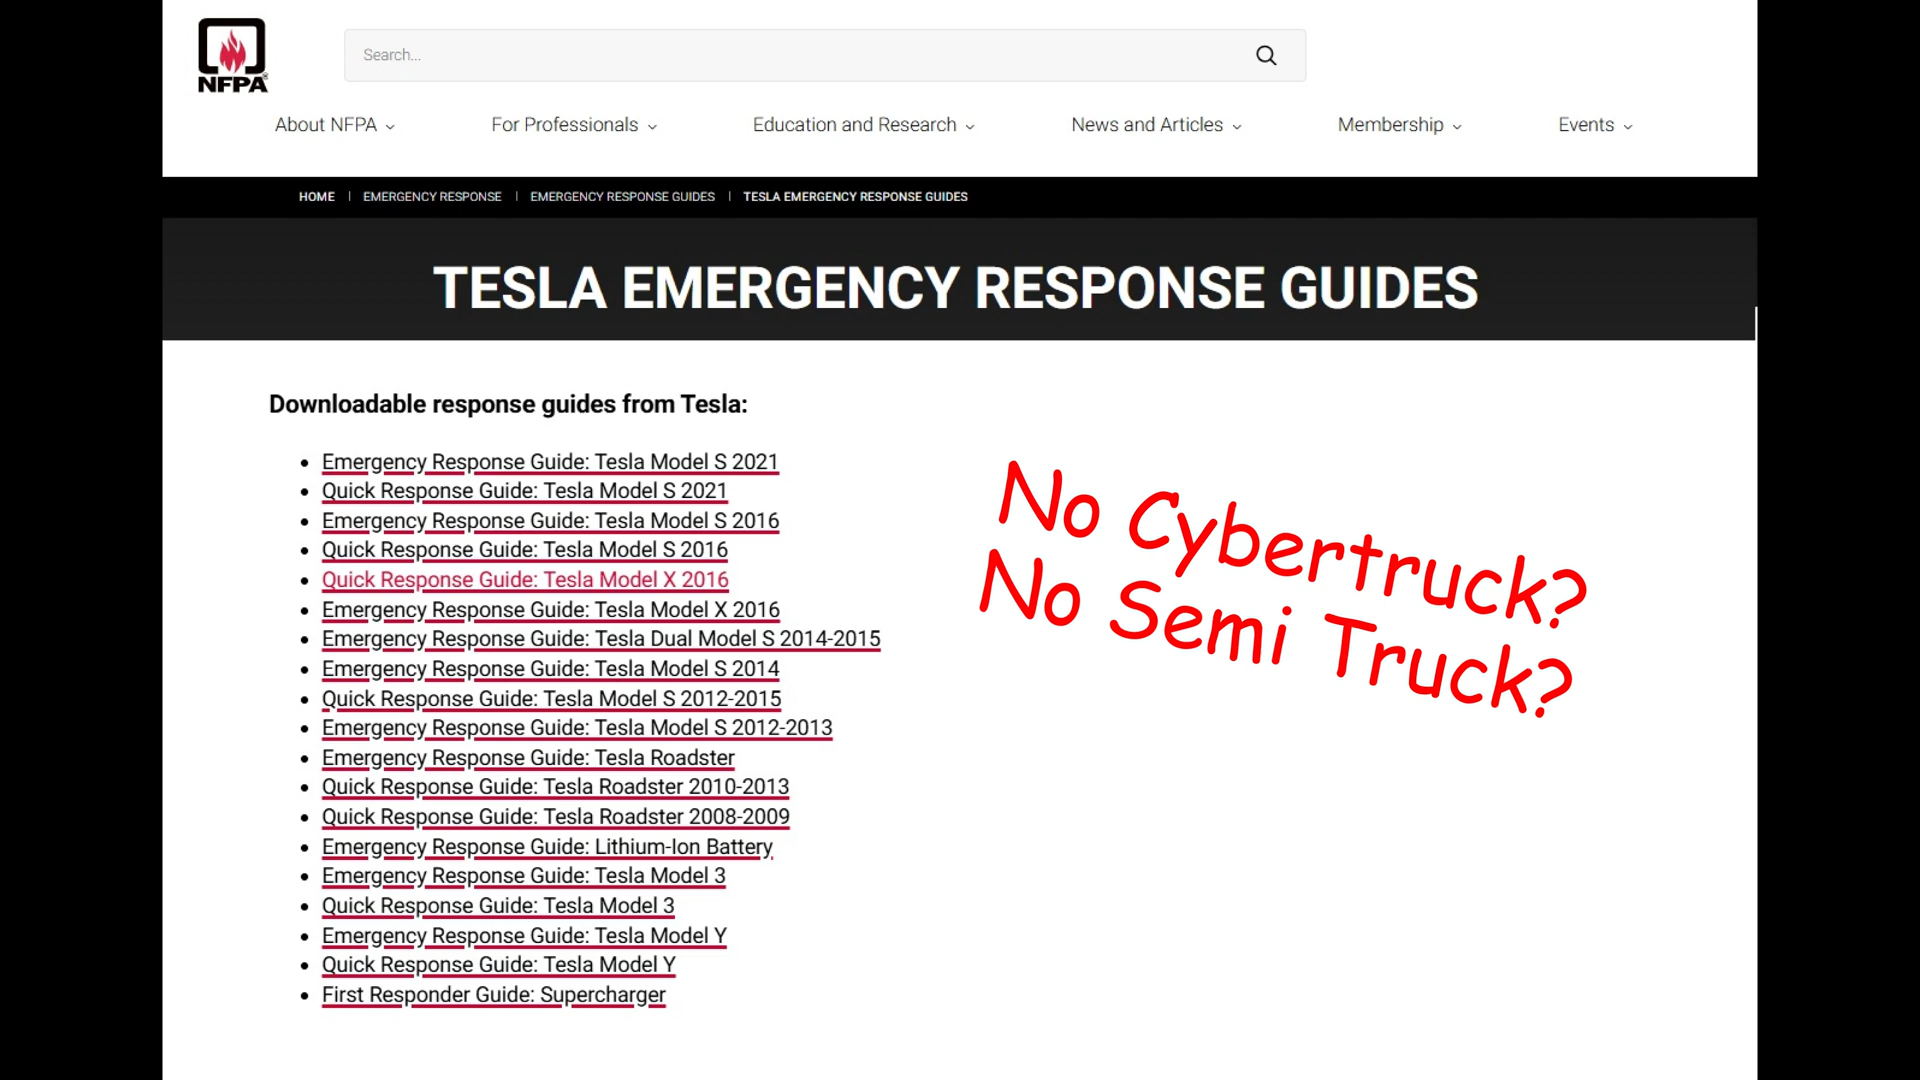 NFPA
Search...
About NFPA
For Professionals
Education and Research
News and Articles
Membership
Events
HOME | EMERGENCY RESPONSE | EMERGENCY RESPONSE GUIDES | TESLA EMERGENCY RESPONSE GUIDES
TESLA EMERGENCY RESPONSE GUIDES
Downloadable response guides from Tesla:
Emergency Response Guide: Tesla Model S 2021
Quick Response Guide: Tesla Model S 2021
Emergency Response Guide: Tesla Model S 2016
Quick Response Guide: Tesla Model S 2016
Quick Response Guide: Tesla Model X 2016
Emergency Response Guide: Tesla Model X 2016
Emergency Response Guide: Tesla Dual Model S 2014-2015
Emergency Response Guide: Tesla Model S 2014
Quick Response Guide: Tesla Model S 2012-2015
Emergency Response Guide: Tesla Model S 2012-2013
Emergency Response Guide: Tesla Roadster
Quick Response Guide: Tesla Roadster 2010-2013
Quick Response Guide: Tesla Roadster 2008-2009
Emergency Response Guide: Lithium-Ion Battery
Emergency Response Guide: Tesla Model 3
Quick Response Guide: Tesla Model 3
Emergency Response Guide: Tesla Model Y
Quick Response Guide: Tesla Model Y
First Responder Guide: Supercharger
No Cybertruck?
No Semi Truck?